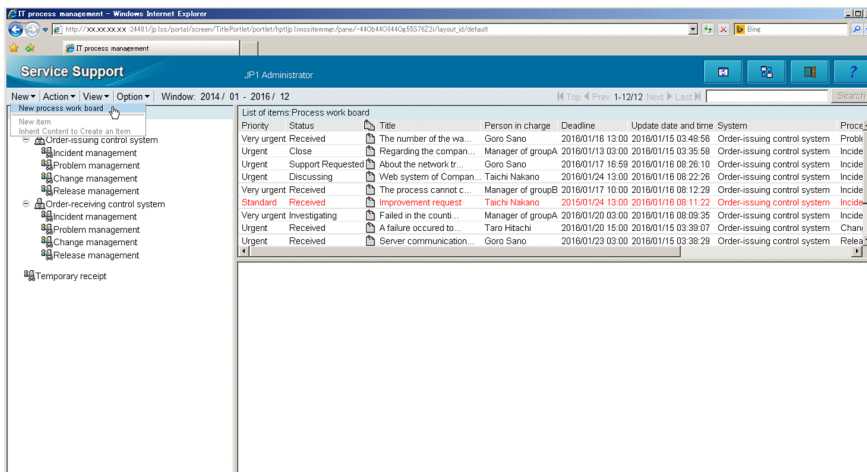 IT process management - Windows Internet Explorer
http://xx.xx.xx.xx:24401/jp1ss/portal/screen/TitlePortlet/portlet/hptjp1imssitemmgr/pane/-440b440844Og55S76Z2i/layout_id/default
Bing
IT process management
Service Support
JP1 Administrator
New Action View Option Window: 2014 / 01 - 2016 / 12
Top Prev 1-12/12 Next Last Search
New process work board
New item
Inherit Content to Create an Item
Order-issuing control system
Incident management
Problem management
Change management
Release management
Order-receiving control system
Incident management
Problem management
Change management
Release management
Temporary receipt
List of items:Process work board
Priority Status Title Person in charge Deadline Update date and time System Proce
Very urgent Received The number of the wa... Goro Sano 2016/01/16 13:00 2016/01/15 03:48:56 Order-issuing control system Proble
Urgent Close Regarding the compan... Manager of groupA 2016/01/13 03:00 2016/01/15 03:35:58 Order-issuing control system Incide
Urgent Support Requested About the network tr... Goro Sano 2016/01/17 16:59 2016/01/16 08:26:10 Order-issuing control system Incide
Urgent Discussing Web system of Compan... Taichi Nakano 2016/01/24 13:00 2016/01/16 08:22:26 Order-issuing control system Incide
Very urgent Received The process cannot c... Manager of groupB 2016/01/17 10:00 2016/01/16 08:12:29 Order-issuing control system Incide
Standard Received Improvement request Taichi Nakano 2015/01/24 13:00 2016/01/16 08:11:22 Order-issuing control system Incide
Very urgent Investigating Failed in the counti... Manager of groupA 2016/01/20 03:00 2016/01/16 08:09:35 Order-issuing control system Incide
Urgent Received A failure occured to... Taro Hitachi 2016/01/20 15:00 2016/01/15 03:39:07 Order-issuing control system Chan
Urgent Received Server communication... Goro Sano 2016/01/23 03:00 2016/01/15 03:38:29 Order-issuing control system Relea